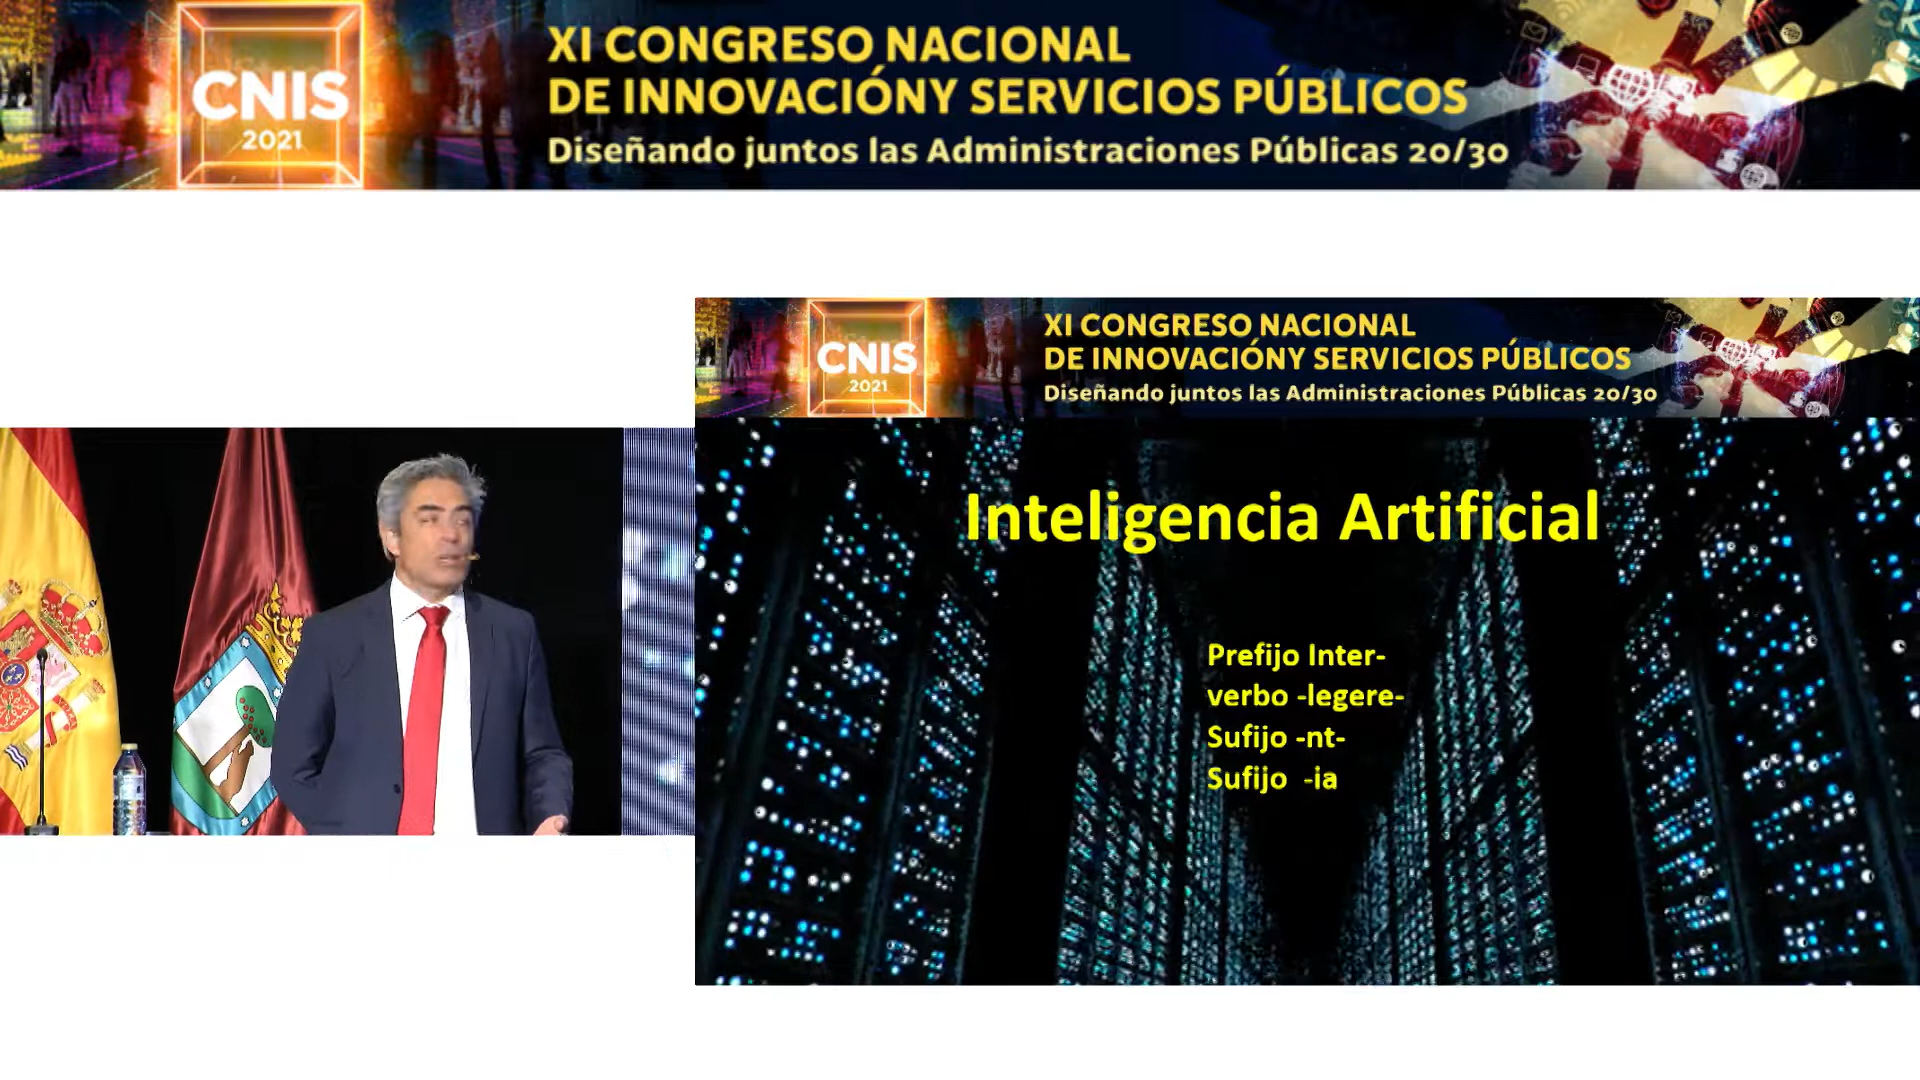 CNIS
2021
XI CONGRESO NACIONAL
DE INNOVACIÓNY SERVICIOS PÚBLICOS
Diseñando juntos las Administraciones Públicas 20/30
CNIS
2021
XI CONGRESO NACIONAL
DE INNOVACIÓNY SERVICIOS PÚBLICOS
Diseñando juntos las Administraciones Públicas 20/30
Inteligencia Artificial
Prefijo Inter-
verbo -legere-
Sufijo -nt-
Sufijo -ia